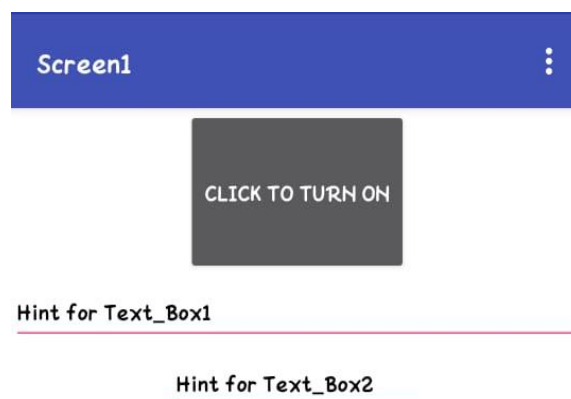 Screen1
CLICK TO TURN ON
Hint for Text_Box1
Hint for Text_Box2